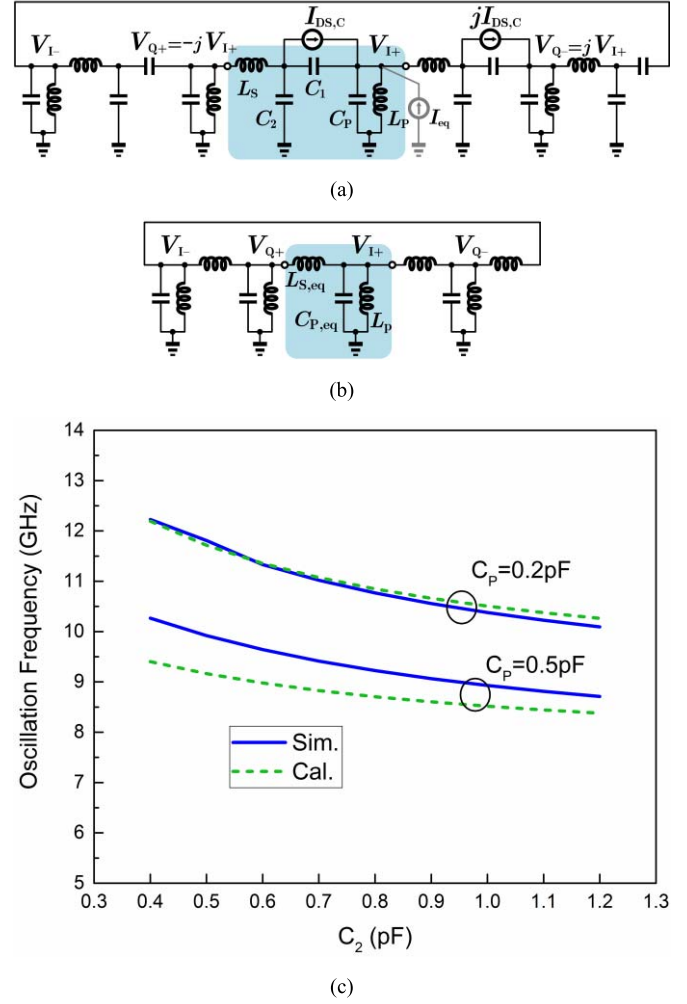 I_DS,C jI_DS,C
V_I− V_Q+=−jV_I+ V_I+ V_Q−=jV_I+
L_S C_1
C_2 C_P L_P I_eq
(a)
V_I− V_Q+ V_I+ V_Q−
L_S,eq
C_P,eq L_p
(b)
14
13
12
11
10
9
8
7
6
5
Oscillation Frequency (GHz)
C_P=0.2pF
C_P=0.5pF
Sim.
Cal.
0.3 0.4 0.5 0.6 0.7 0.8 0.9 1.0 1.1 1.2 1.3
C_2 (pF)
(c)